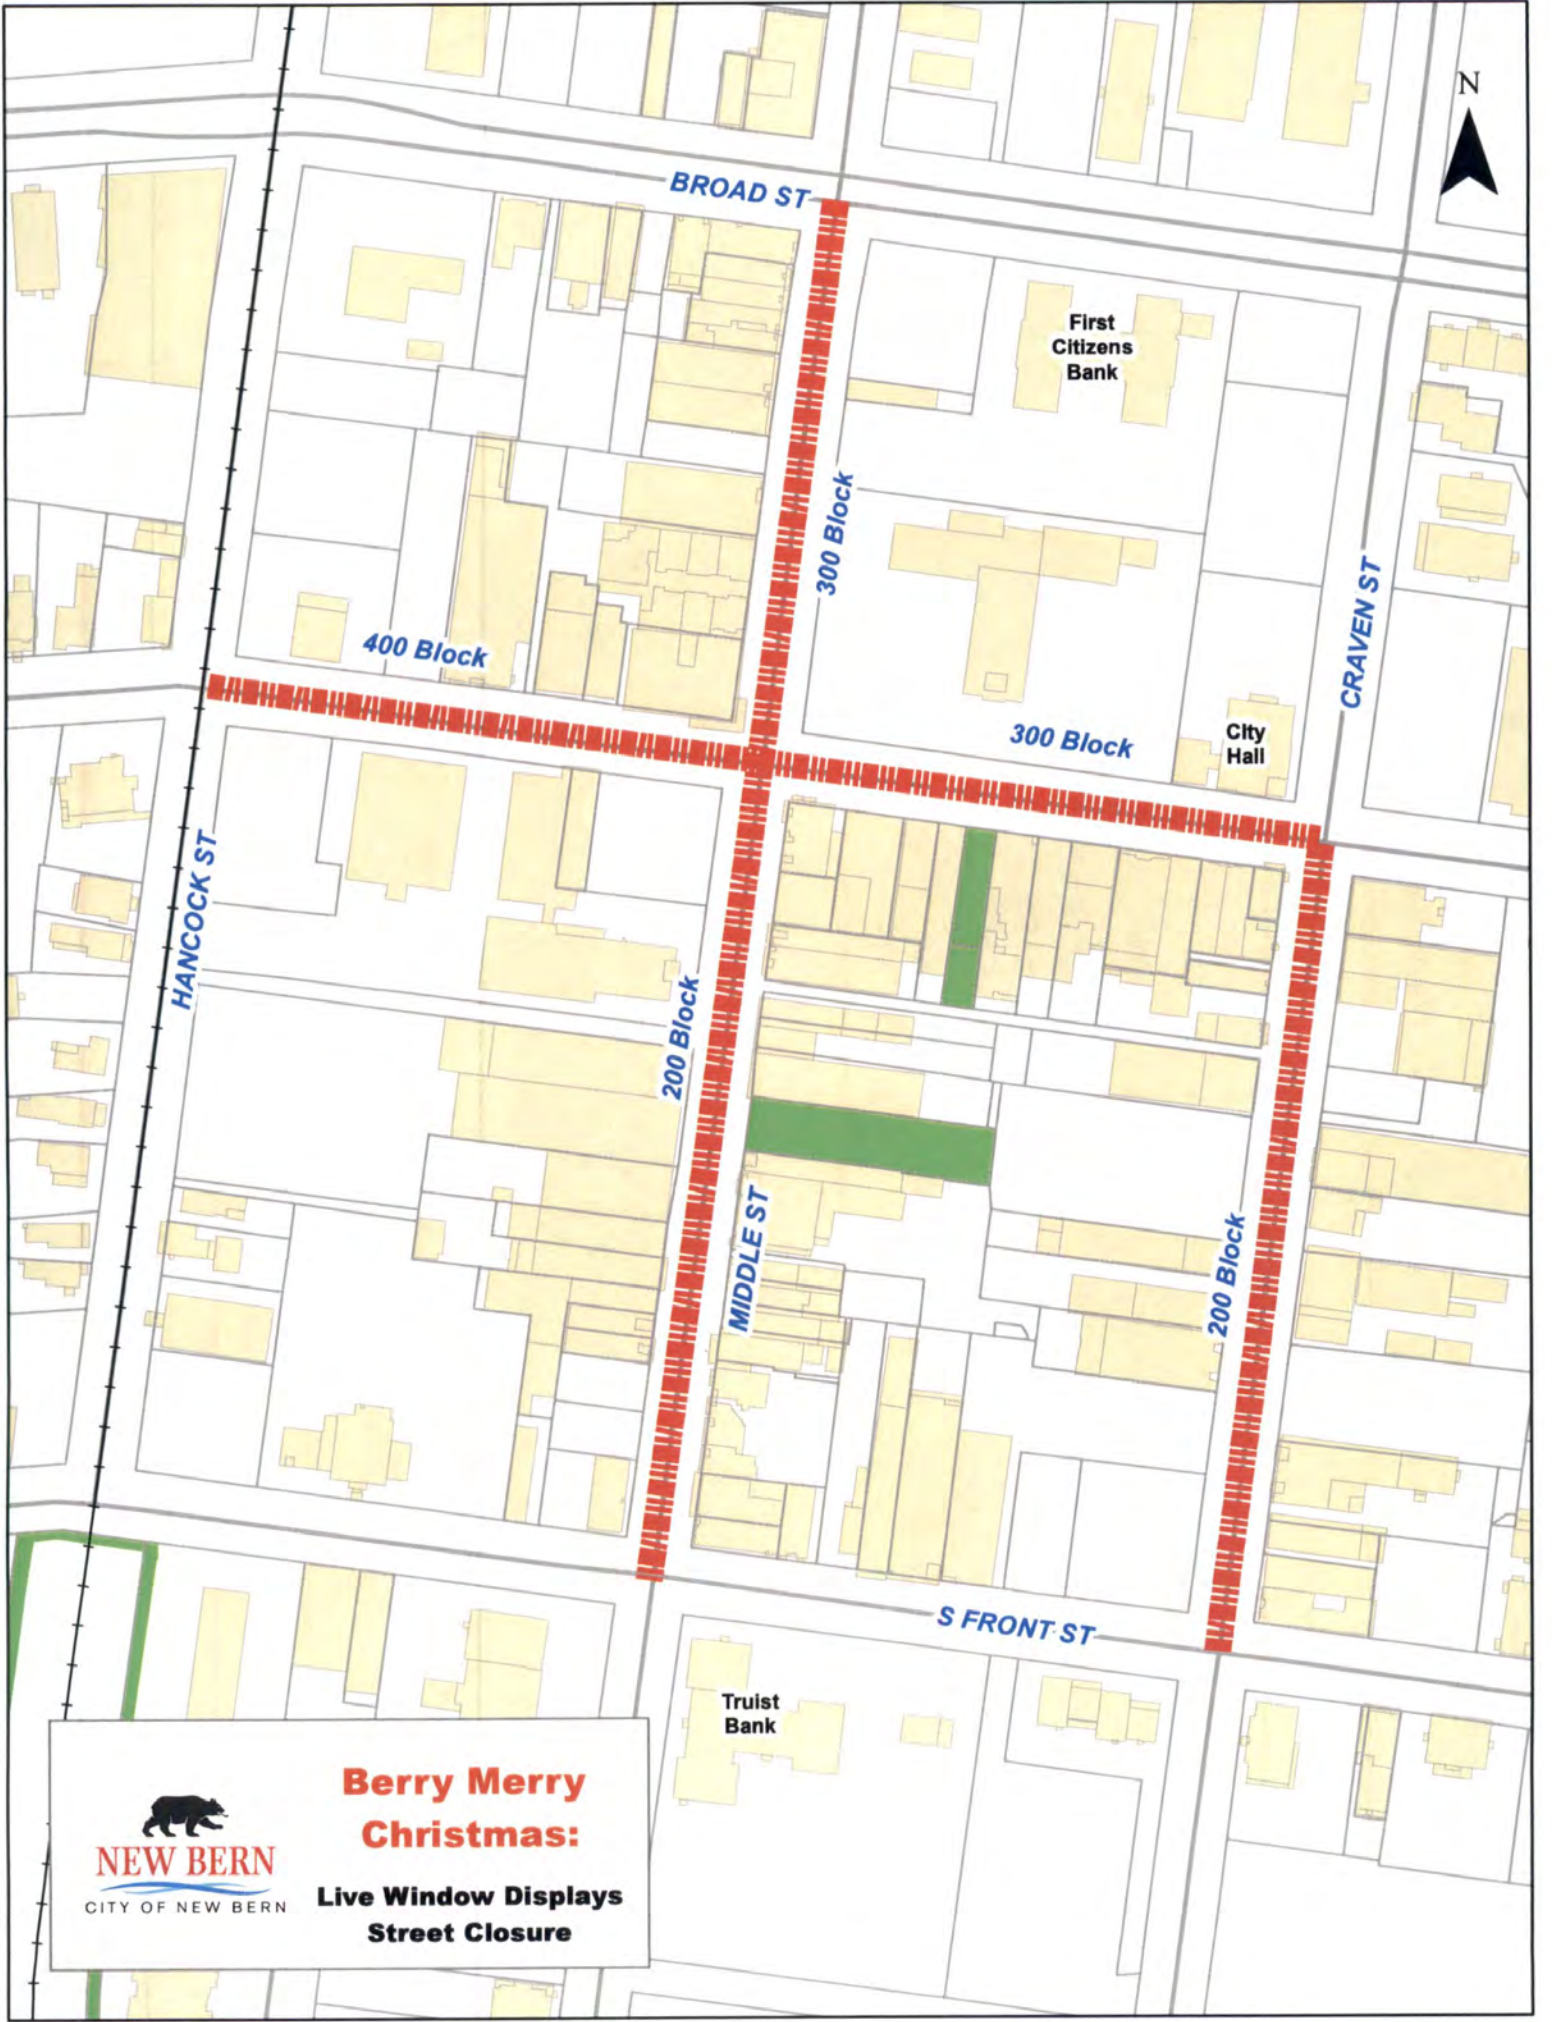 N
BROAD ST
First
Citizens
Bank
300 Block
CRAVEN ST
400 Block
300 Block
City
Hall
HANCOCK ST
200 Block
MIDDLE ST
200 Block
S FRONT ST
Truist
Bank
Berry Merry
Christmas:
NEW BERN
CITY OF NEW BERN
Live Window Displays
Street Closure